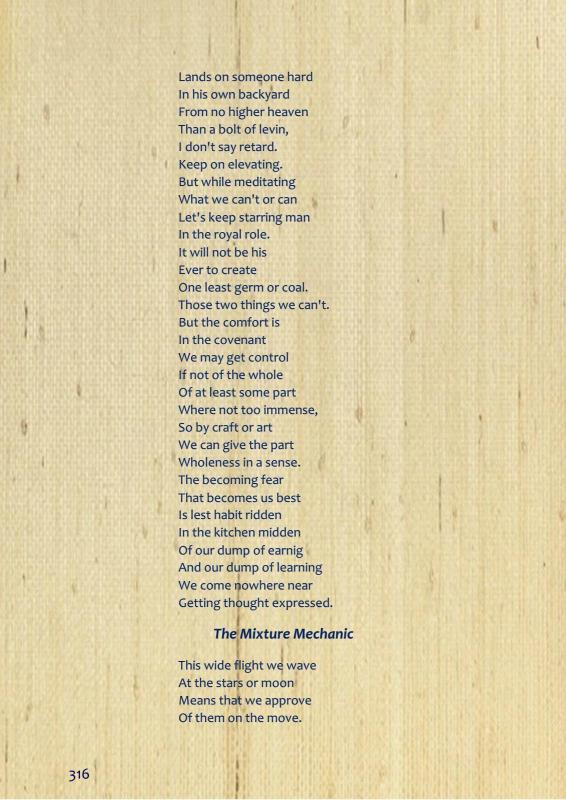 Lands on someone hard
In his own backyard
From no higher heaven
Than a bolt of levin,
I don't say retard.
Keep on elevating.
But while meditating
What we can't or can
Let's keep starring man
In the royal role.
It will not be his
Ever to create
One least germ or coal.
Those two things we can't.
But the comfort is
In the covenant
We may get control
If not of the whole
Of at least some part
Where not too immense,
So by craft or art
We can give the part
Wholeness in a sense.
The becoming fear
That becomes us best
Is lest habit ridden
In the kitchen midden
Of our dump of earnig
And our dump of learning
We come nowhere near
Getting thought expressed.
The Mixture Mechanic
This wide flight we wave
At the stars or moon
Means that we approve
Of them on the move.
316